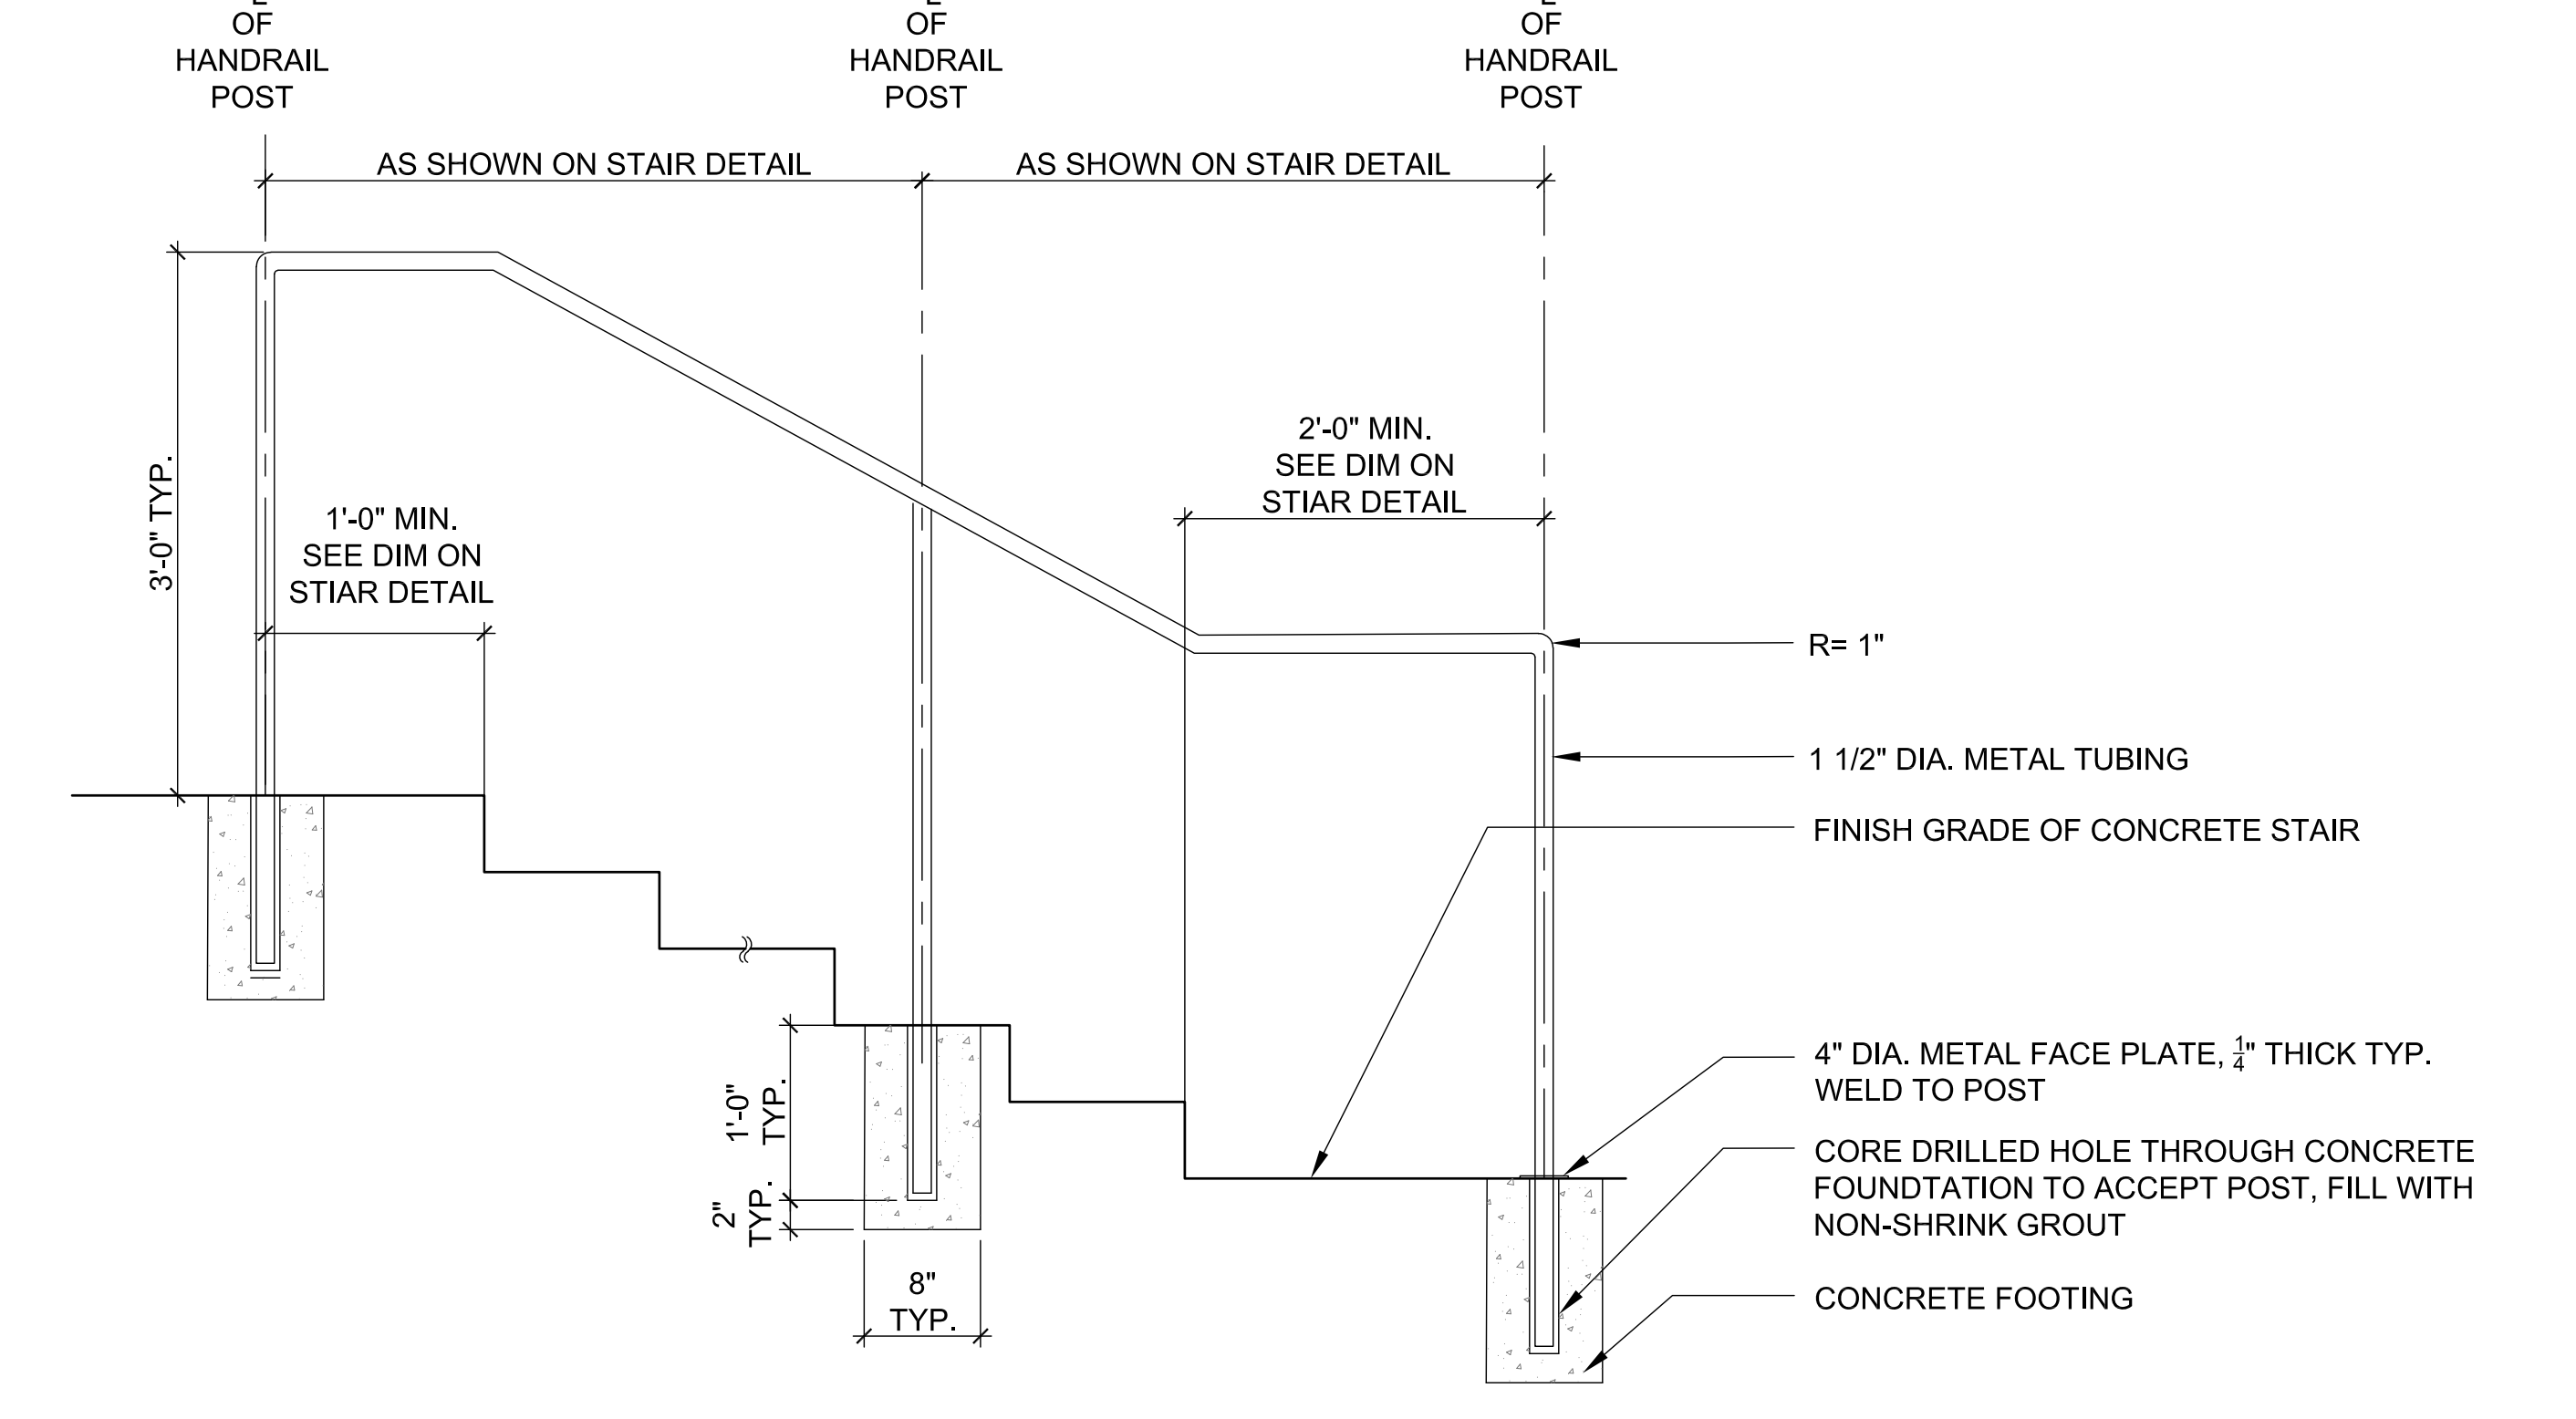 OF
HANDRAIL
POST
OF
HANDRAIL
POST
OF
HANDRAIL
POST
AS SHOWN ON STAIR DETAIL
AS SHOWN ON STAIR DETAIL
3'-0" TYP.
1'-0" MIN.
SEE DIM ON
STIAR DETAIL
2'-0" MIN.
SEE DIM ON
STIAR DETAIL
R= 1"
1 1/2" DIA. METAL TUBING
FINISH GRADE OF CONCRETE STAIR
4" DIA. METAL FACE PLATE, 1/4" THICK TYP.
WELD TO POST
CORE DRILLED HOLE THROUGH CONCRETE
FOUNDTATION TO ACCEPT POST, FILL WITH
NON-SHRINK GROUT
CONCRETE FOOTING
1'-0"
TYP.
2"
TYP.
8"
TYP.